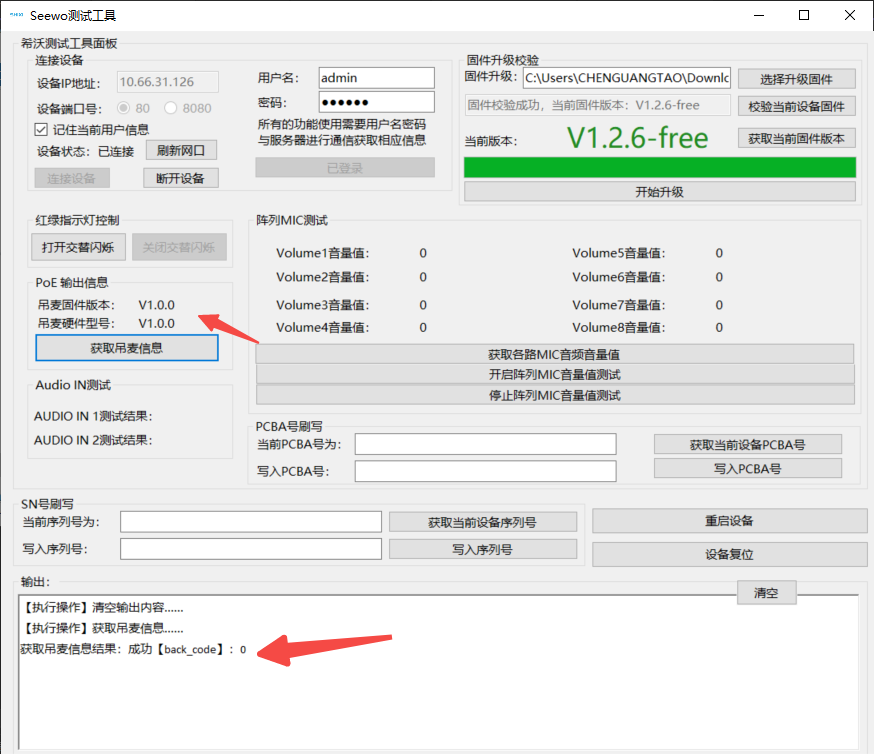 Seewo测试工具
希沃测试工具面板
连接设备
设备IP地址：
10.66.31.126
设备端口号：
80
8080
记住当前用户信息
设备状态：已连接
刷新网口
连接设备
断开设备
用户名：
admin
密码：
●●●●●●
所有的功能使用需要用户名密码
与服务器进行通信获取相应信息
已登录
固件升级校验
固件升级：
C:\Users\CHENGUANGTAO\Downlc
选择升级固件
固件校验成功，当前固件版本：V1.2.6-free
校验当前设备固件
当前版本：
V1.2.6-free
获取当前固件版本
开始升级
红绿指示灯控制
打开交替闪烁
关闭交替闪烁
PoE 输出信息
吊麦固件版本：
V1.0.0
吊麦硬件型号：
V1.0.0
获取吊麦信息
Audio IN测试
AUDIO IN 1测试结果：
AUDIO IN 2测试结果：
阵列MIC测试
Volume1音量值：
0
Volume5音量值：
0
Volume2音量值：
0
Volume6音量值：
0
Volume3音量值：
0
Volume7音量值：
0
Volume4音量值：
0
Volume8音量值：
0
获取各路MIC音频音量值
开启阵列MIC音量值测试
停止阵列MIC音量值测试
PCBA号刷写
当前PCBA号为：
获取当前设备PCBA号
写入PCBA号：
写入PCBA号
SN号刷写
当前序列号为：
获取当前设备序列号
写入序列号：
写入序列号
重启设备
设备复位
输出：
清空
【执行操作】清空输出内容......
【执行操作】获取吊麦信息......
获取吊麦信息结果：成功【back_code】：0